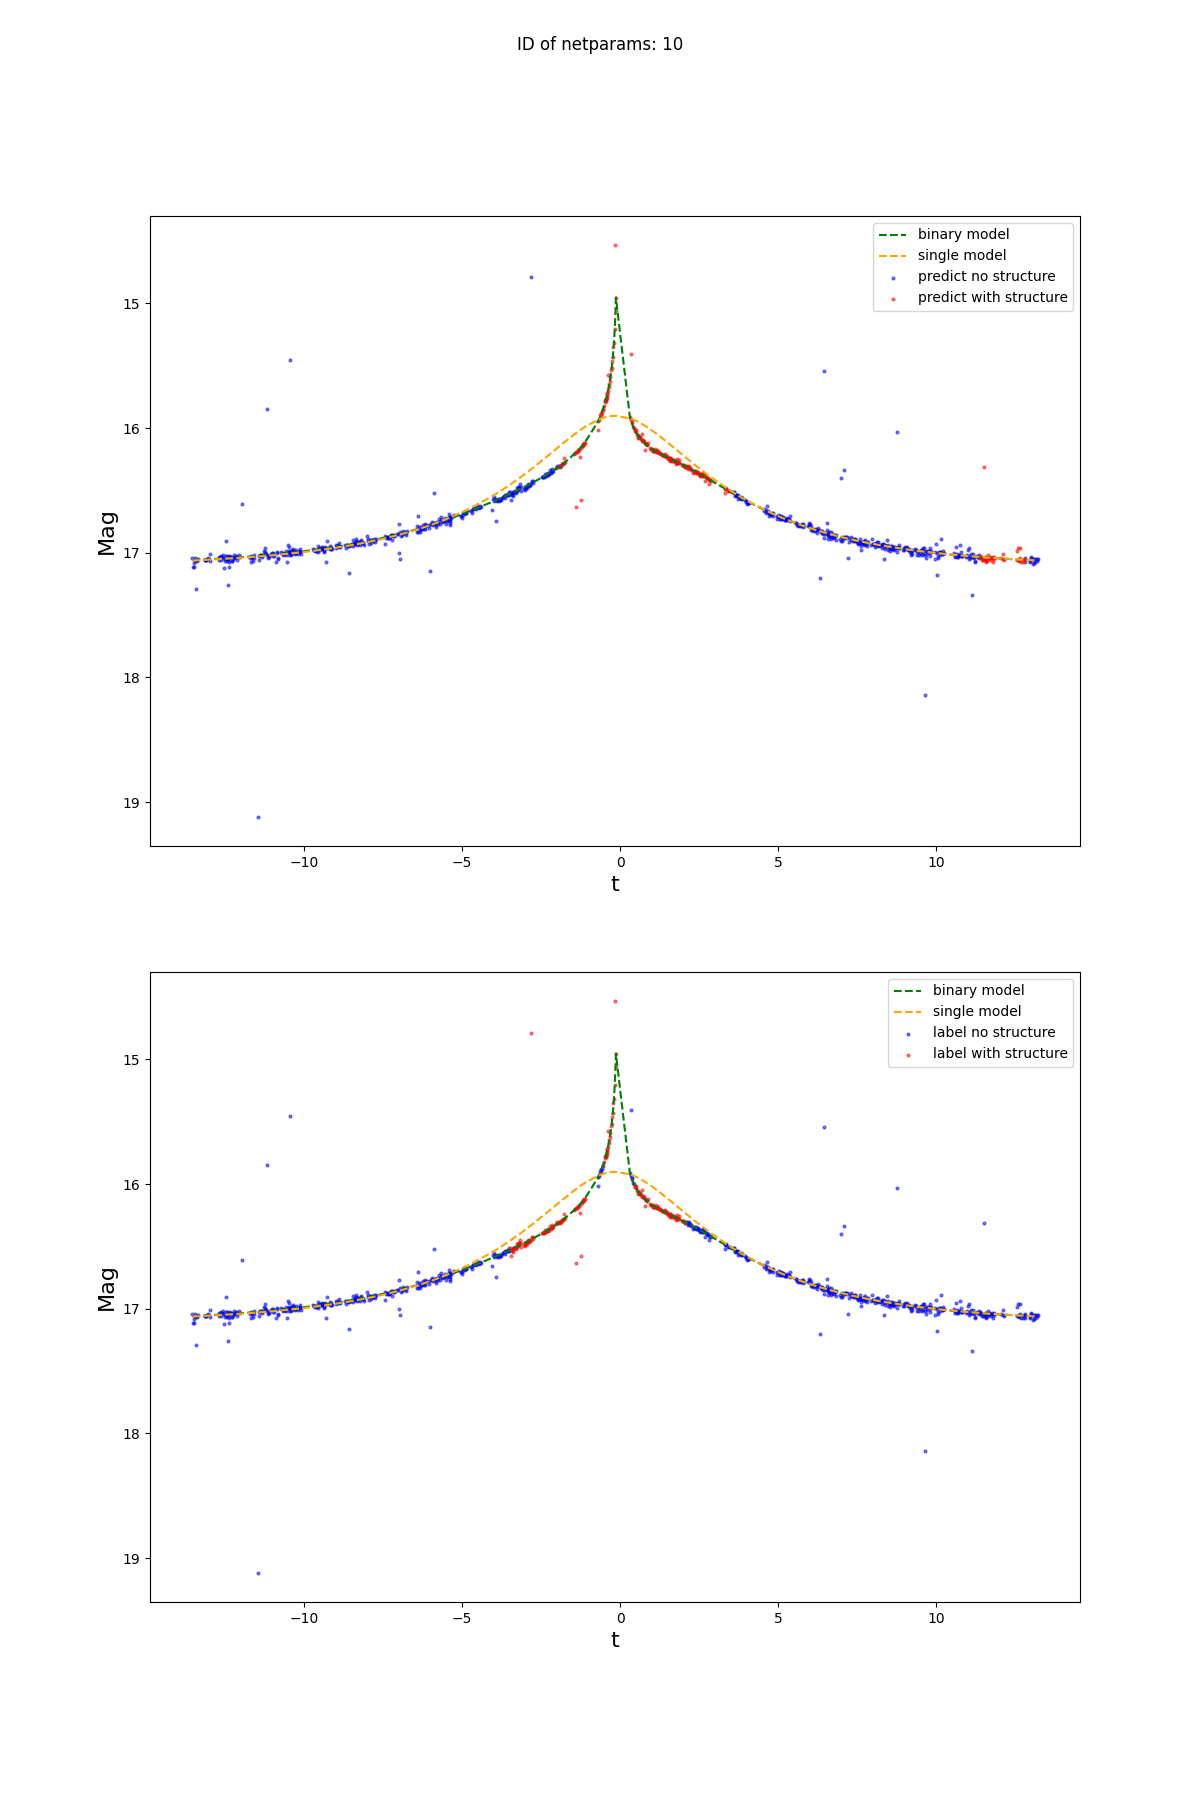 ID of netparams: 10
binary model
single model
predict no structure
predict with structure
15
16
17
18
19
Mag
−10
−5
0
5
10
t
binary model
single model
label no structure
label with structure
15
16
17
18
19
Mag
−10
−5
0
5
10
t